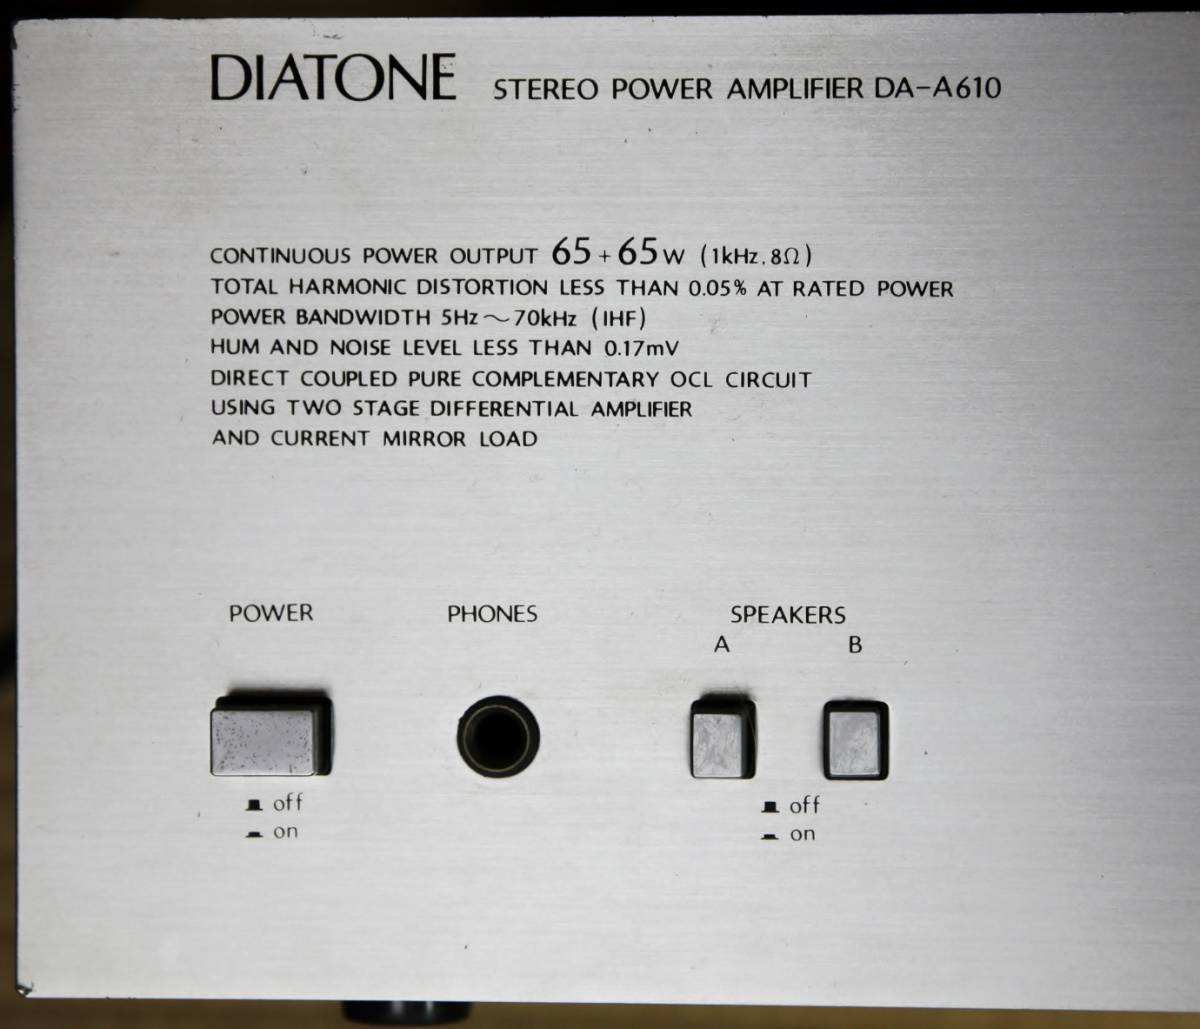 DIATONE STEREO POWER AMPLIFIER DA-A610
CONTINUOUS POWER OUTPUT 65+65W (1kHz, 8Ω)
TOTAL HARMONIC DISTORTION LESS THAN 0.05% AT RATED POWER
POWER BANDWIDTH 5Hz〜70kHz (IHF)
HUM AND NOISE LEVEL LESS THAN 0.17mV
DIRECT COUPLED PURE COMPLEMENTARY OCL CIRCUIT
USING TWO STAGE DIFFERENTIAL AMPLIFIER
AND CURRENT MIRROR LOAD
POWER PHONES SPEAKERS
A B
off off
on on